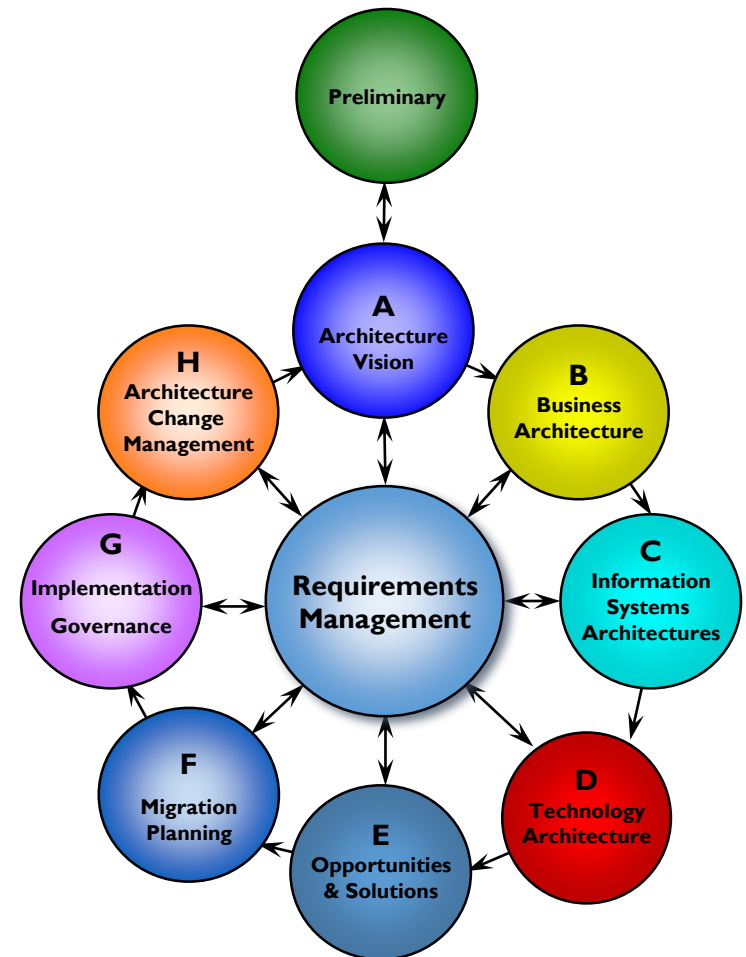 Preliminary
A
Architecture
Vision
B
Business
Architecture
C
Information
Systems
Architectures
D
Technology
Architecture
E
Opportunities
& Solutions
F
Migration
Planning
G
Implementation
Governance
H
Architecture
Change
Management
Requirements
Management